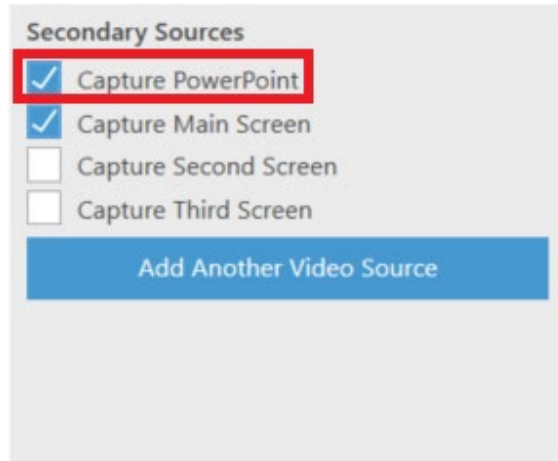 Secondary Sources
Capture PowerPoint
Capture Main Screen
Capture Second Screen
Capture Third Screen
Add Another Video Source